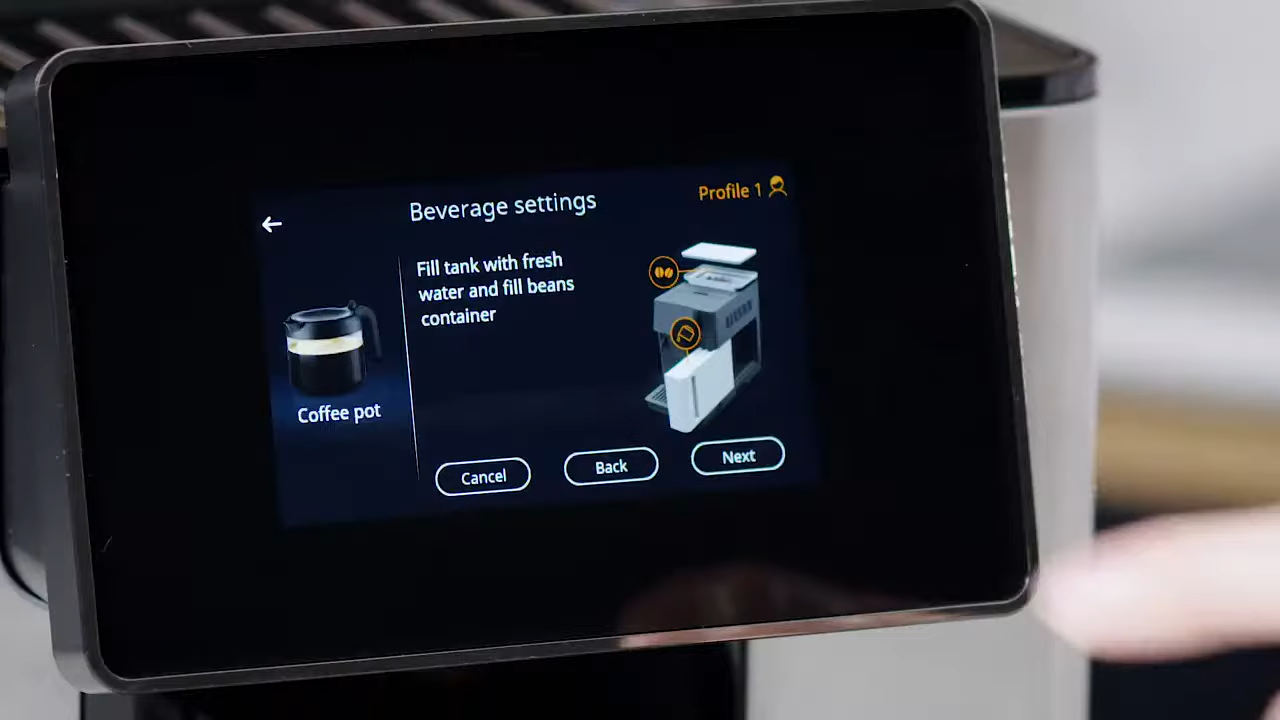 Beverage settings
Profile 1
Fill tank with fresh
water and fill beans
container
Coffee pot
Cancel
Back
Next